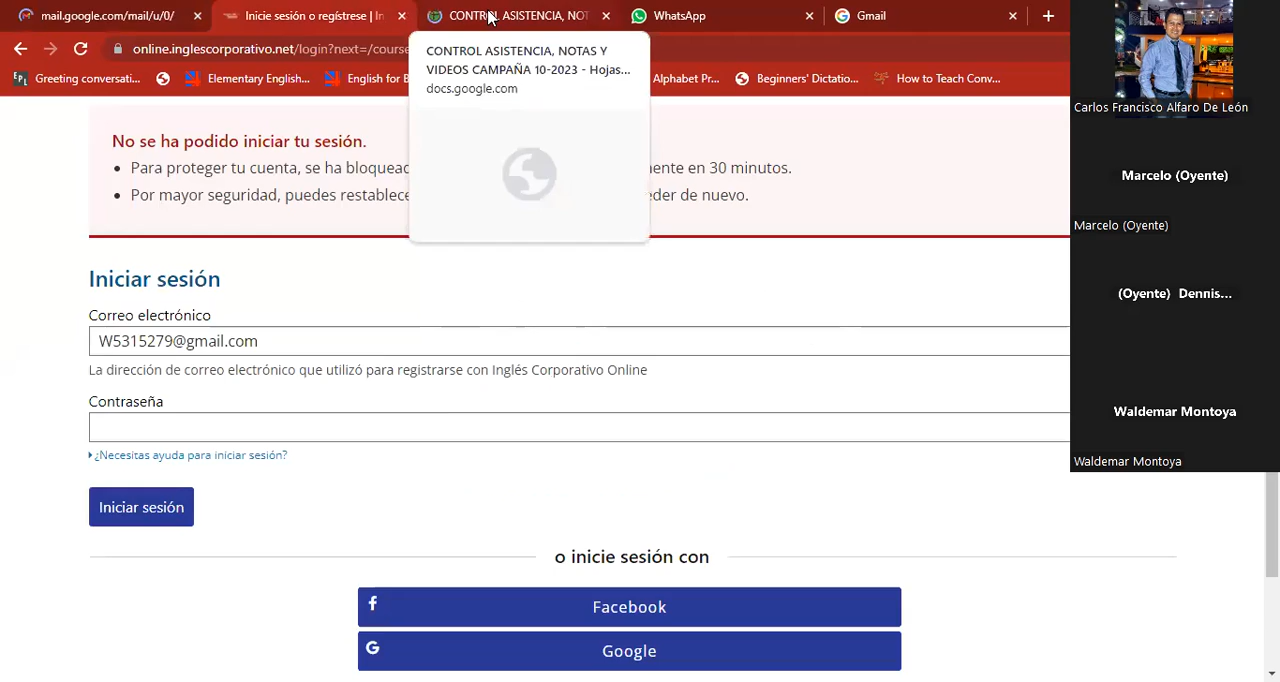 mail.google.com/mail/u/0/
Inicie sesión o regístrese | In
CONTROL ASISTENCIA, NOT
WhatsApp
Gmail
online.inglescorporativo.net/login?next=/course
Greeting conversati...
Elementary English...
English for B
Alphabet Pr...
Beginners' Dictatio...
How to Teach Conv...
CONTROL ASISTENCIA, NOTAS Y
VIDEOS CAMPAÑA 10-2023 - Hojas...
docs.google.com
No se ha podido iniciar tu sesión.
Para proteger tu cuenta, se ha bloquead
mente en 30 minutos.
Por mayor seguridad, puedes restablece
eder de nuevo.
Iniciar sesión
Correo electrónico
W5315279@gmail.com
La dirección de correo electrónico que utilizó para registrarse con Inglés Corporativo Online
Contraseña
¿Necesitas ayuda para iniciar sesión?
Iniciar sesión
o inicie sesión con
Facebook
Google
Carlos Francisco Alfaro De León
Marcelo (Oyente)
Marcelo (Oyente)
(Oyente) Dennis...
Waldemar Montoya
Waldemar Montoya